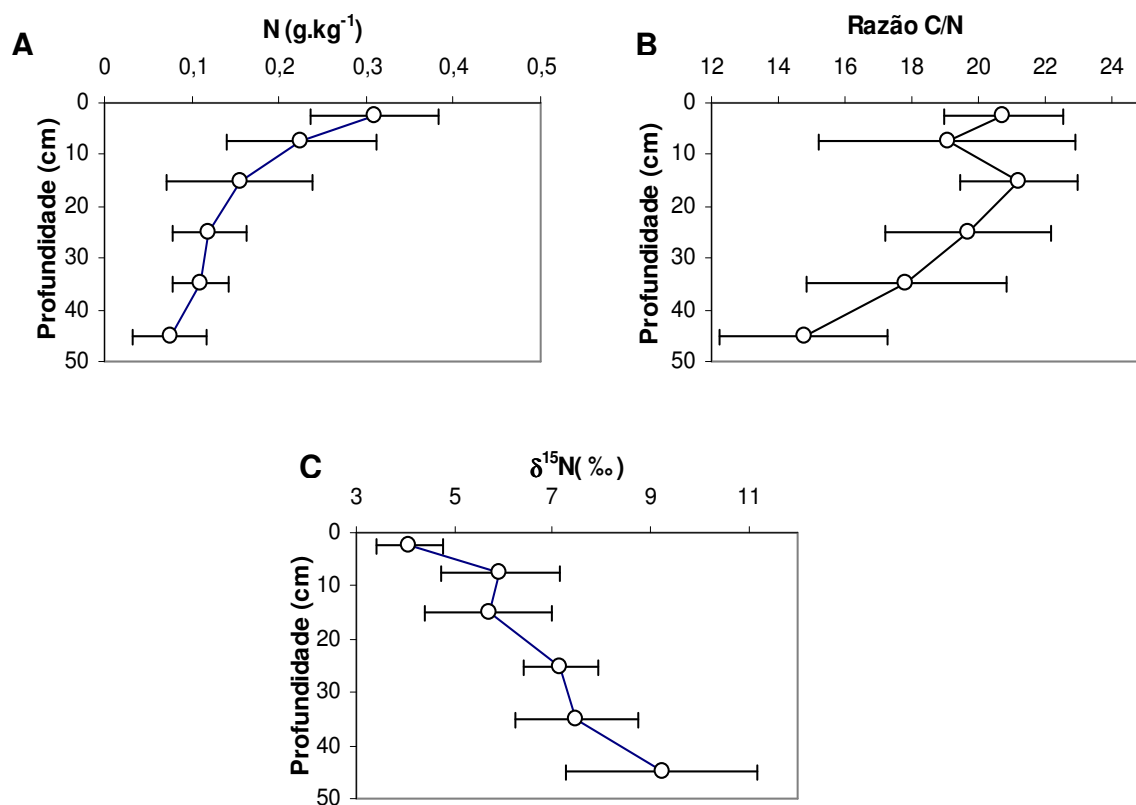 A
N (g.kg⁻¹)
0 0,1 0,2 0,3 0,4 0,5
Profundidade (cm)
0
10
20
30
40
50
B
Razão C/N
12 14 16 18 20 22 24
Profundidade (cm)
0
10
20
30
40
50
C
δ¹⁵N( ‰)
3 5 7 9 11
Profundidade (cm)
0
10
20
30
40
50